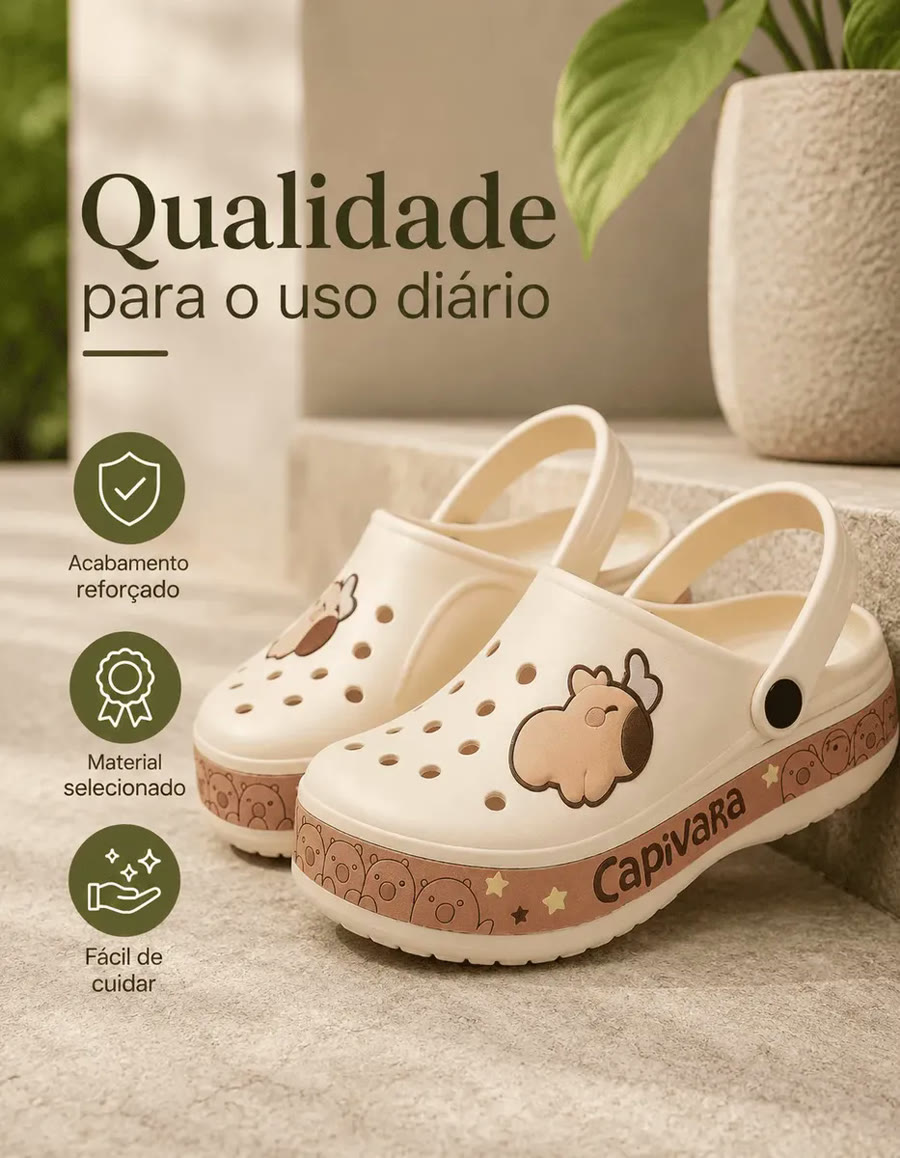 Qualidade
para o uso diário
Acabamento
reforçado
Material
selecionado
Fácil de
cuidar
Capivara